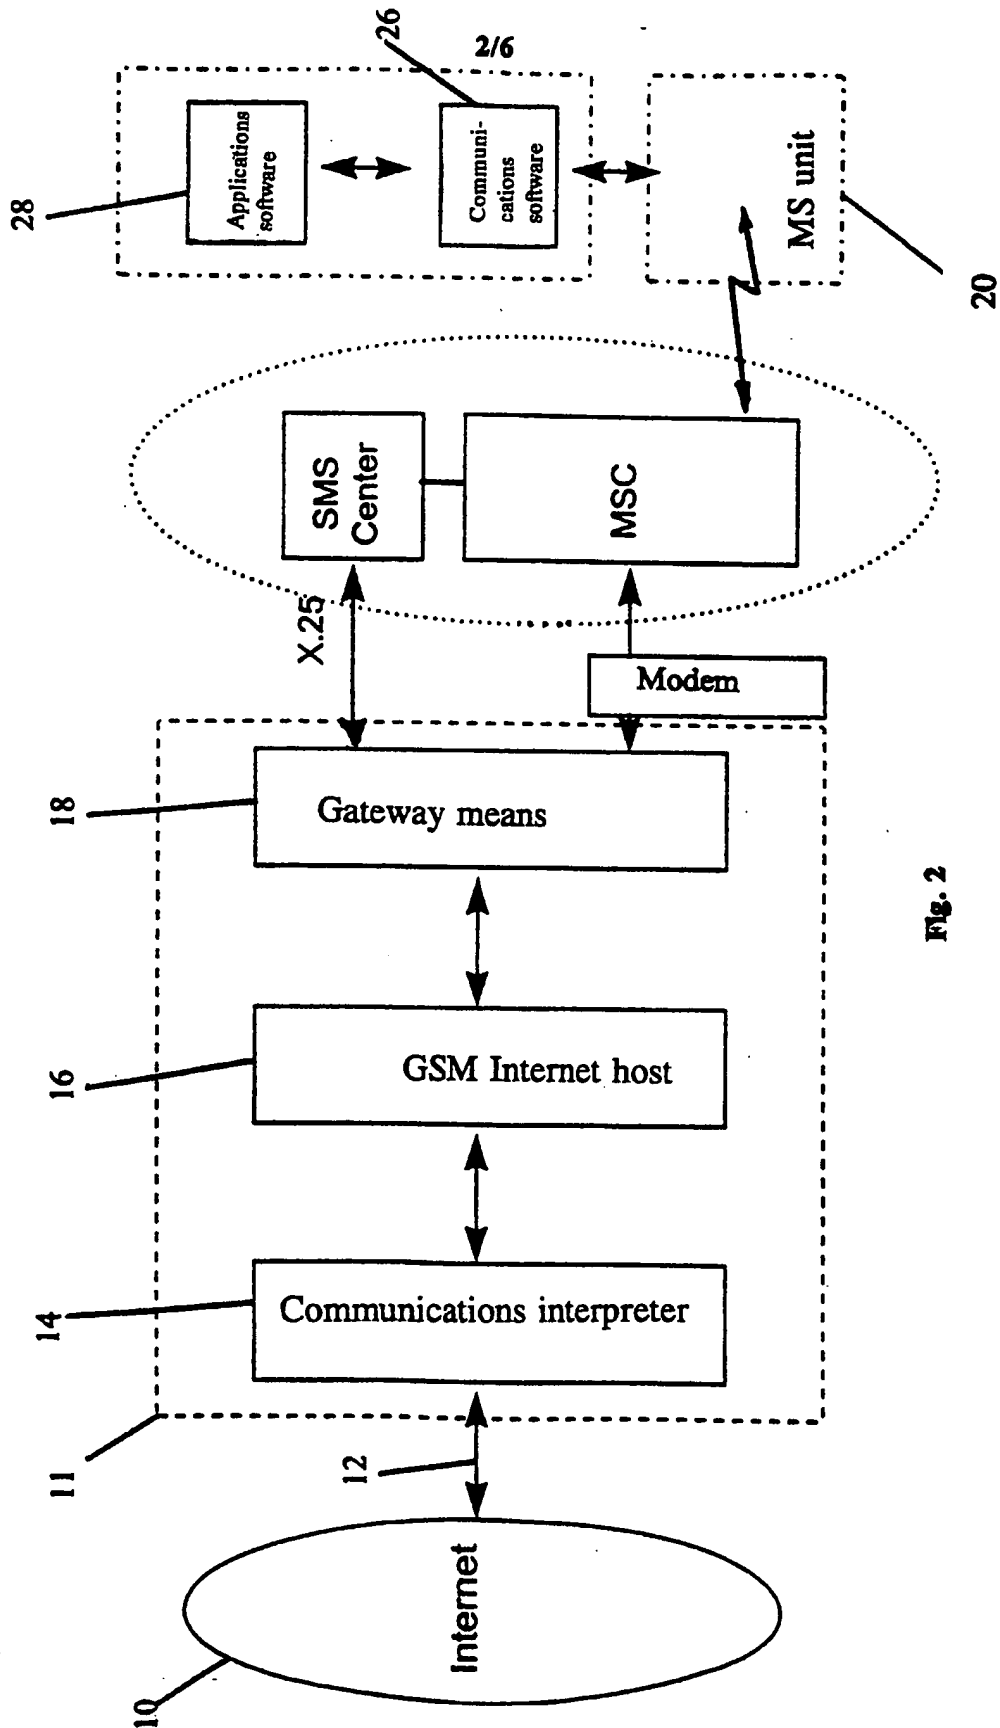 2/6
26
28
Applications
software
Communi-
cations
software
MS unit
20
SMS
Center
MSC
X.25
Modem
18
Gateway means
16
GSM Internet host
14
Communications interpreter
11
12
Internet
10
Fig. 2